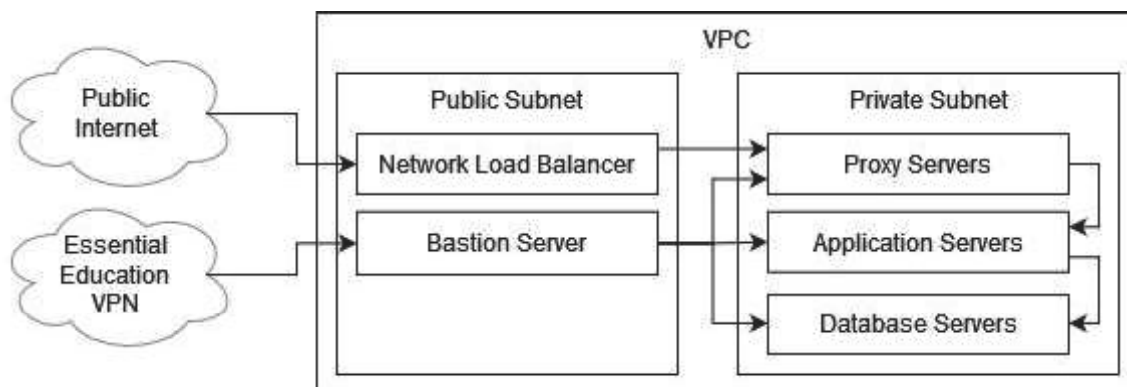 VPC
Public
Internet
Public Subnet
Private Subnet
Network Load Balancer
Proxy Servers
Essential
Education
VPN
Bastion Server
Application Servers
Database Servers